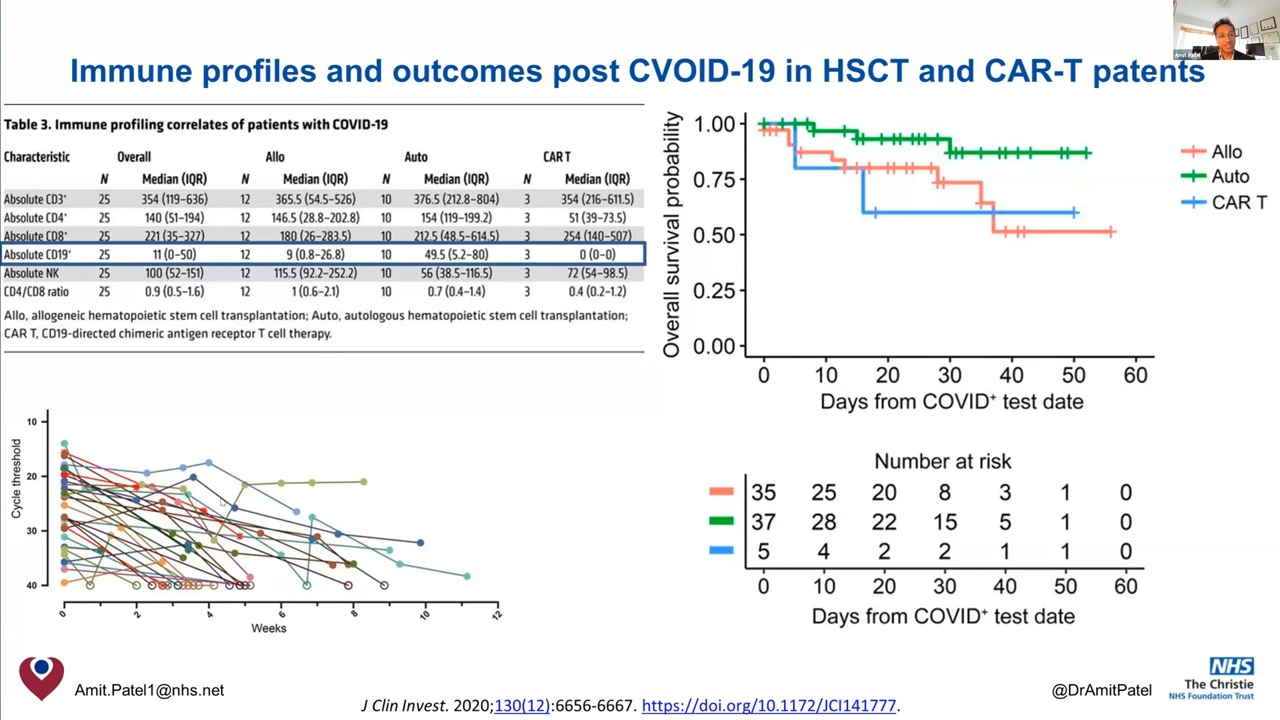 Amit Patel
Immune profiles and outcomes post CVOID-19 in HSCT and CAR-T patents
Table 3. Immune profiling correlates of patients with COVID-19
Characteristic Overall Allo Auto CAR T
N Median (IQR) N Median (IQR) N Median (IQR) N Median (IQR)
Absolute CD3+ 25 354 (119–636) 12 365.5 (54.5–526) 10 376.5 (212.8–804) 3 354 (216–611.5)
Absolute CD4+ 25 140 (51–194) 12 146.5 (28.8–202.8) 10 154 (119–199.2) 3 51 (39–73.5)
Absolute CD8+ 25 221 (35–327) 12 180 (26–283.5) 10 212.5 (48.5–614.5) 3 254 (140–507)
Absolute CD19+ 25 11 (0–50) 12 9 (0.8–26.8) 10 49.5 (5.2–80) 3 0 (0–0)
Absolute NK 25 100 (52–151) 12 115.5 (92.2–252.2) 10 56 (38.5–116.5) 3 72 (54–98.5)
CD4/CD8 ratio 25 0.9 (0.5–1.6) 12 1 (0.6–2.1) 10 0.7 (0.4–1.4) 3 0.4 (0.2–1.2)
Allo, allogeneic hematopoietic stem cell transplantation; Auto, autologous hematopoietic stem cell transplantation;
CAR T, CD19-directed chimeric antigen receptor T cell therapy.
Overall survival probability
1.00
0.75
0.50
0.25
0.00
0 10 20 30 40 50 60
Days from COVID+ test date
Allo
Auto
CAR T
Cycle threshold
10
20
30
40
0 2 4 6 8 10 12
Weeks
Number at risk
35 25 20 8 3 1 0
37 28 22 15 5 1 0
5 4 2 2 1 1 0
0 10 20 30 40 50 60
Days from COVID+ test date
Amit.Patel1@nhs.net
J Clin Invest. 2020;130(12):6656-6667. https://doi.org/10.1172/JCI141777.
@DrAmitPatel
NHS
The Christie
NHS Foundation Trust